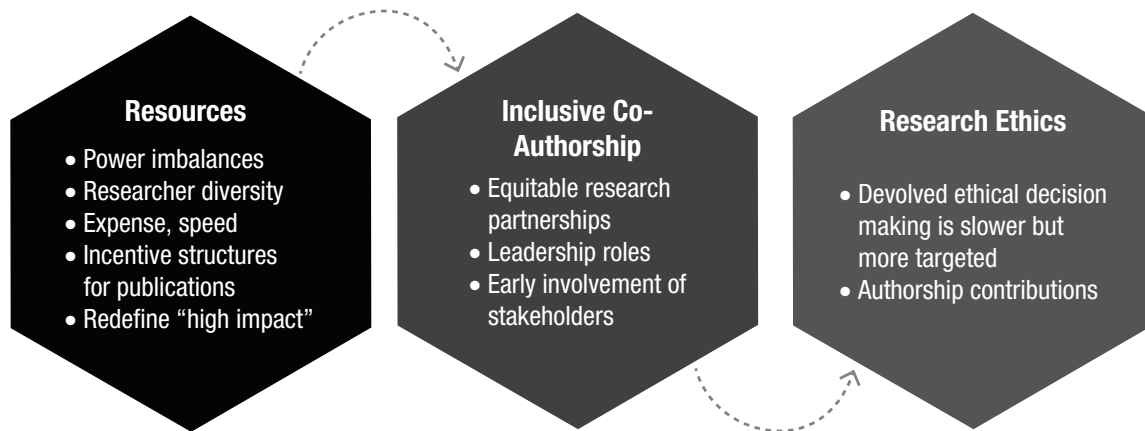 Resources
• Power imbalances
• Researcher diversity
• Expense, speed
• Incentive structures
for publications
• Redefine “high impact”
Inclusive Co-
Authorship
• Equitable research
partnerships
• Leadership roles
• Early involvement of
stakeholders
Research Ethics
• Devolved ethical decision
making is slower but
more targeted
• Authorship contributions